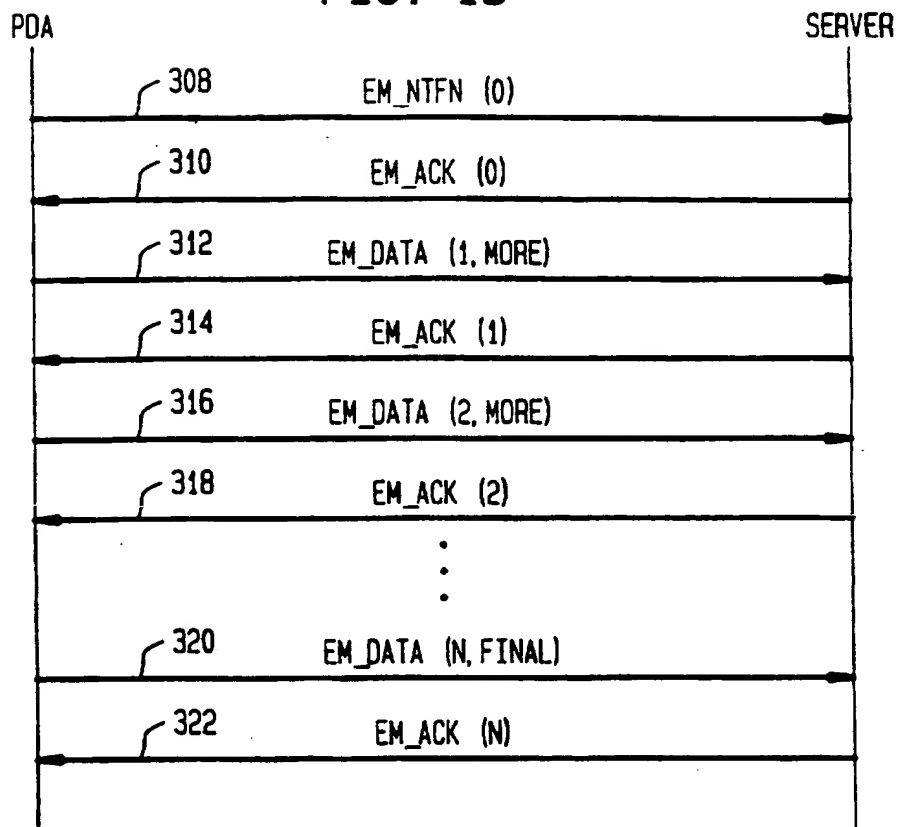 PDA
SERVER
308
EM_NTFN (0)
310
EM_ACK (0)
312
EM_DATA (1, MORE)
314
EM_ACK (1)
316
EM_DATA (2, MORE)
318
EM_ACK (2)
320
EM_DATA (N, FINAL)
322
EM_ACK (N)